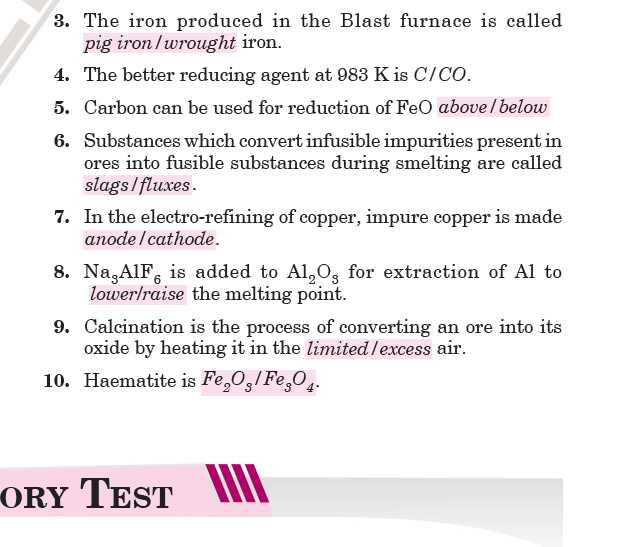 3. The iron produced in the Blast furnace is called
pig iron/wrought iron.
4. The better reducing agent at 983 K is C/CO.
5. Carbon can be used for reduction of FeO above/below
6. Substances which convert infusible impurities present in
ores into fusible substances during smelting are called
slags/fluxes.
7. In the electro-refining of copper, impure copper is made
anode/cathode.
8. Na₃AlF₆ is added to Al₂O₃ for extraction of Al to
lower/raise the melting point.
9. Calcination is the process of converting an ore into its
oxide by heating it in the limited/excess air.
10. Haematite is Fe₂O₃/Fe₃O₄.
ORY TEST